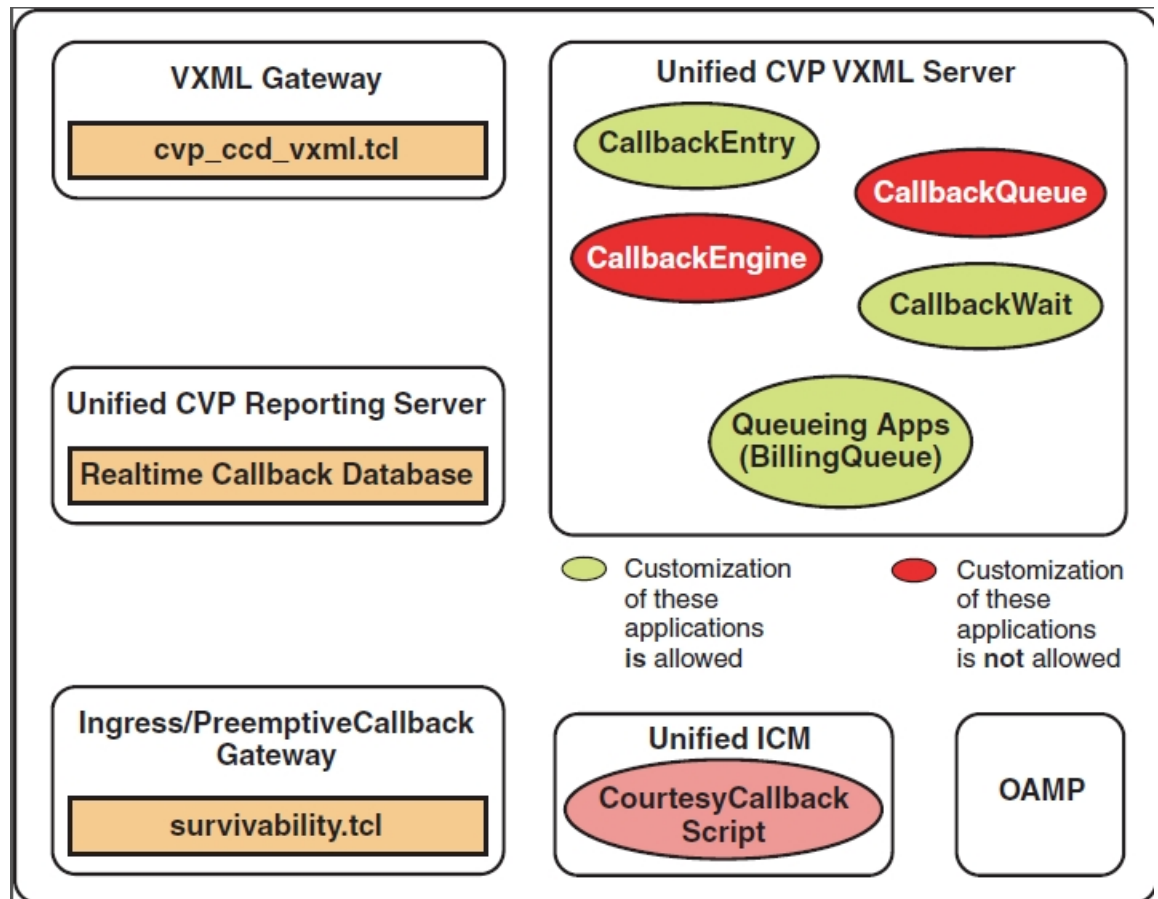 VXML Gateway
cvp_ccd_vxml.tcl
Unified CVP VXML Server
CallbackEntry
CallbackQueue
CallbackEngine
CallbackWait
Queueing Apps
(BillingQueue)
Unified CVP Reporting Server
Realtime Callback Database
Customization
of these
applications
is allowed
Customization
of these
applications
is not allowed
Ingress/PreemptiveCallback
Gateway
survivability.tcl
Unified ICM
CourtesyCallback
Script
OAMP